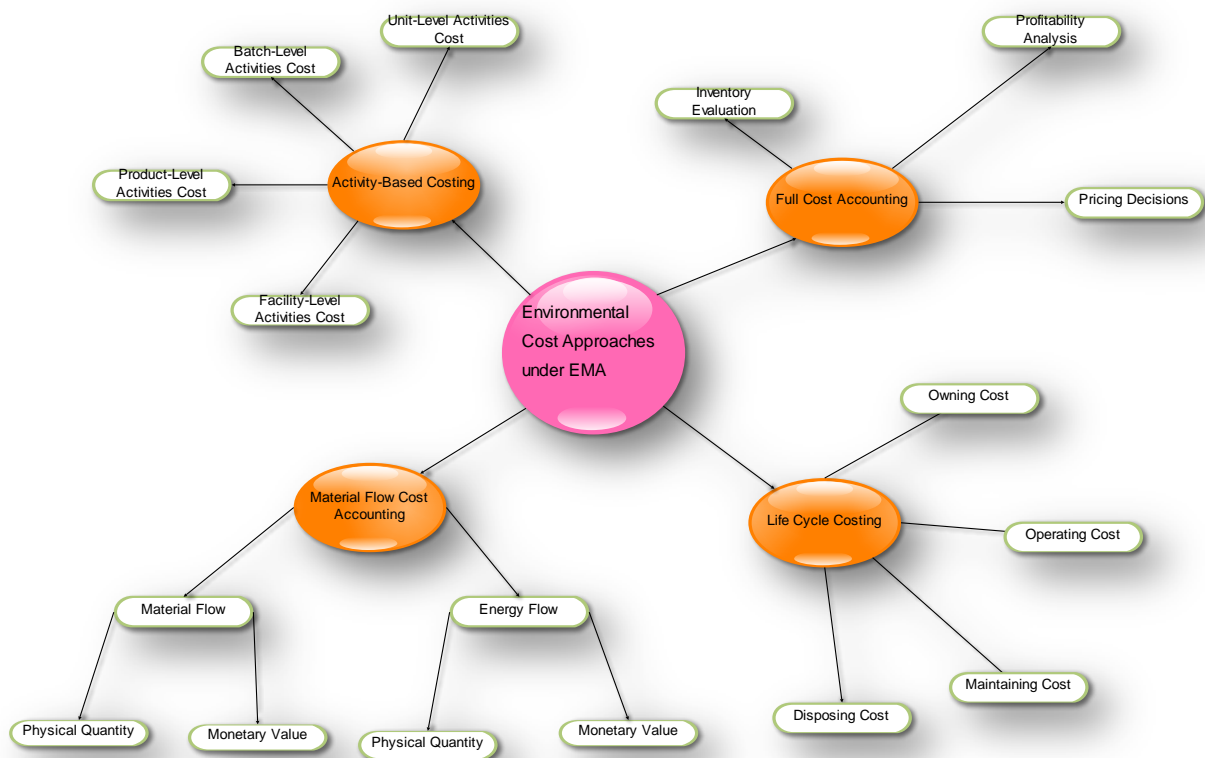 Unit-Level Activities
Cost
Batch-Level
Activities Cost
Product-Level
Activities Cost
Activity-Based Costing
Facility-Level
Activities Cost
Profitability
Analysis
Inventory
Evaluation
Full Cost Accounting
Pricing Decisions
Environmental
Cost Approaches
under EMA
Owning Cost
Life Cycle Costing
Operating Cost
Maintaining Cost
Disposing Cost
Material Flow Cost
Accounting
Material Flow
Energy Flow
Physical Quantity
Monetary Value
Physical Quantity
Monetary Value